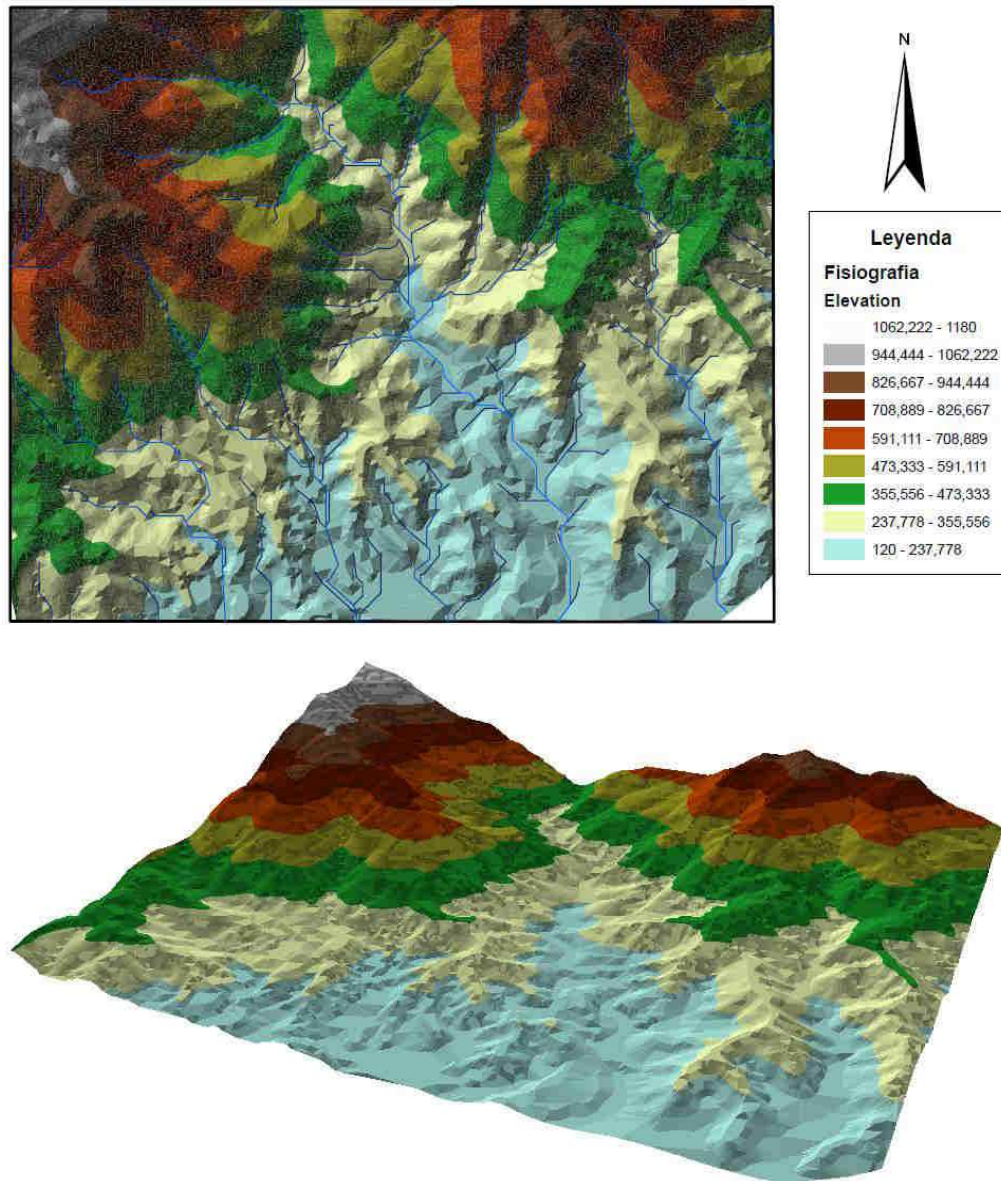 N
Leyenda
Fisiografia
Elevation
1062,222 - 1180
944,444 - 1062,222
826,667 - 944,444
708,889 - 826,667
591,111 - 708,889
473,333 - 591,111
355,556 - 473,333
237,778 - 355,556
120 - 237,778